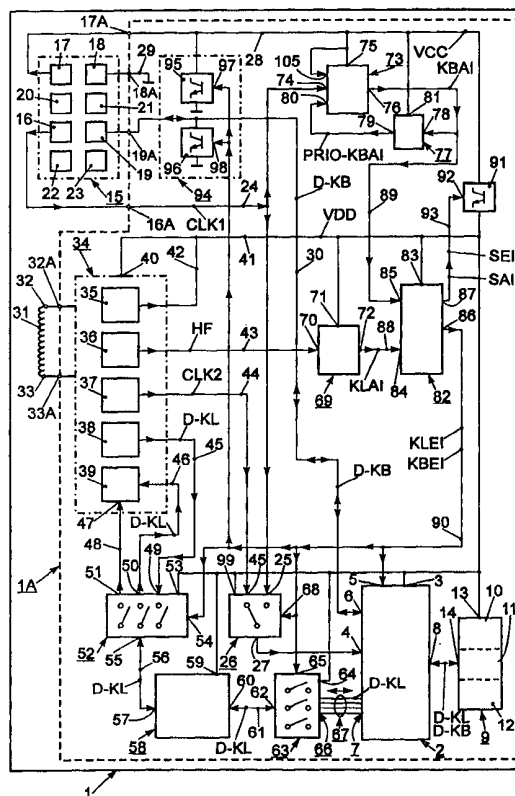 17A 75 VCC
17 18 29 95 97 28 105 73 KBAI
20 21 18A 74 76 81
16 80 79 78
22 23 19 19A 96 98 PRIO-KBAI 77 91
15 94 24 D-KB 89 92
16A CLK1 VDD 93
34 40 41 30 SEI
32 32A 35 42 71 83 SAI
31 85 87
36 HF 43 70 72 88 86
33 37 CLK2 44 69 KLAI 84 82
33A 38 D-KL KLEI
39 45 D-KB KBEI
46
47
48 D-KL 90
1A 51 50 49 53 99 45 25 5 3
6 13 10
54 68 4 11
52 55 26 27 14
56 59 65 64 8
D-KL 60 62 D-KL
57 D-KL 61 D-KL D-KB 12
58 63 66 67 7 2 9
1